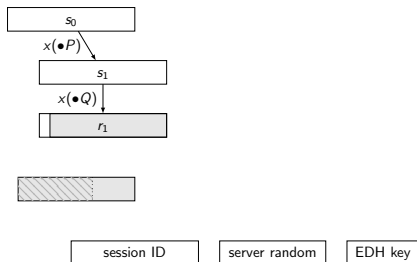 s₀
x(•P)
s₁
x(•Q)
r₁
session ID server random EDH key